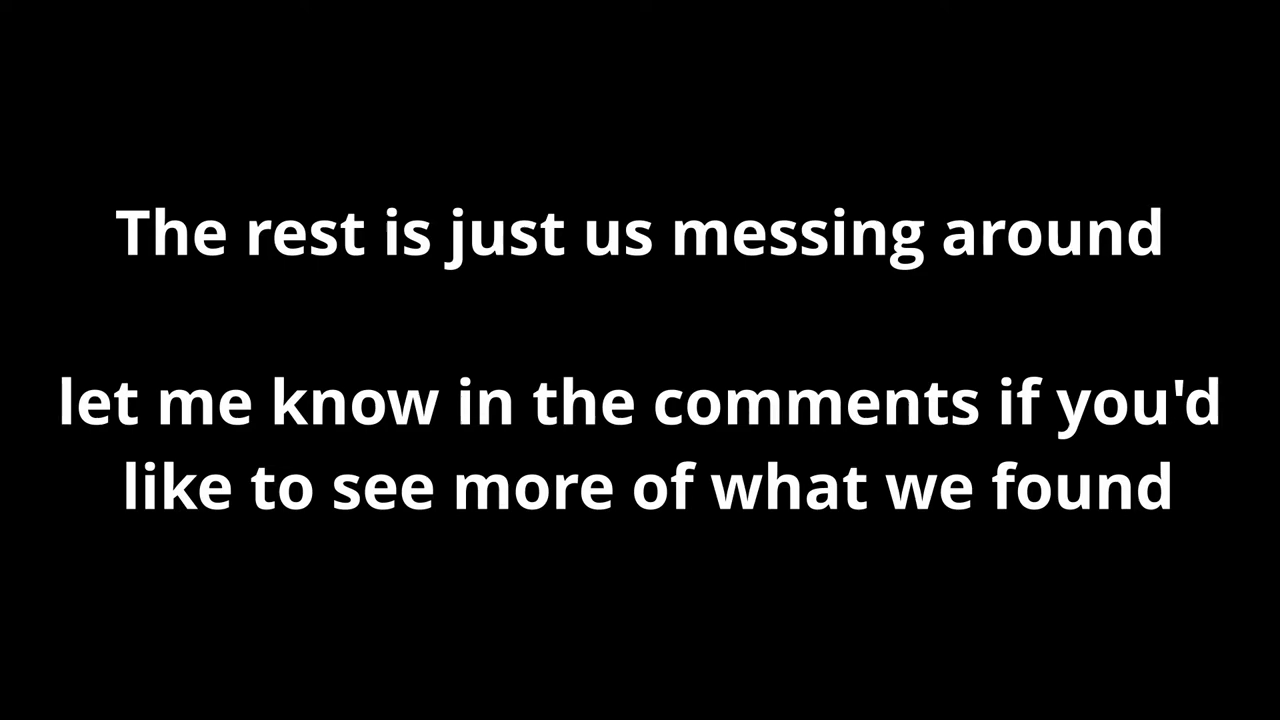 The rest is just us messing around
let me know in the comments if you'd
like to see more of what we found